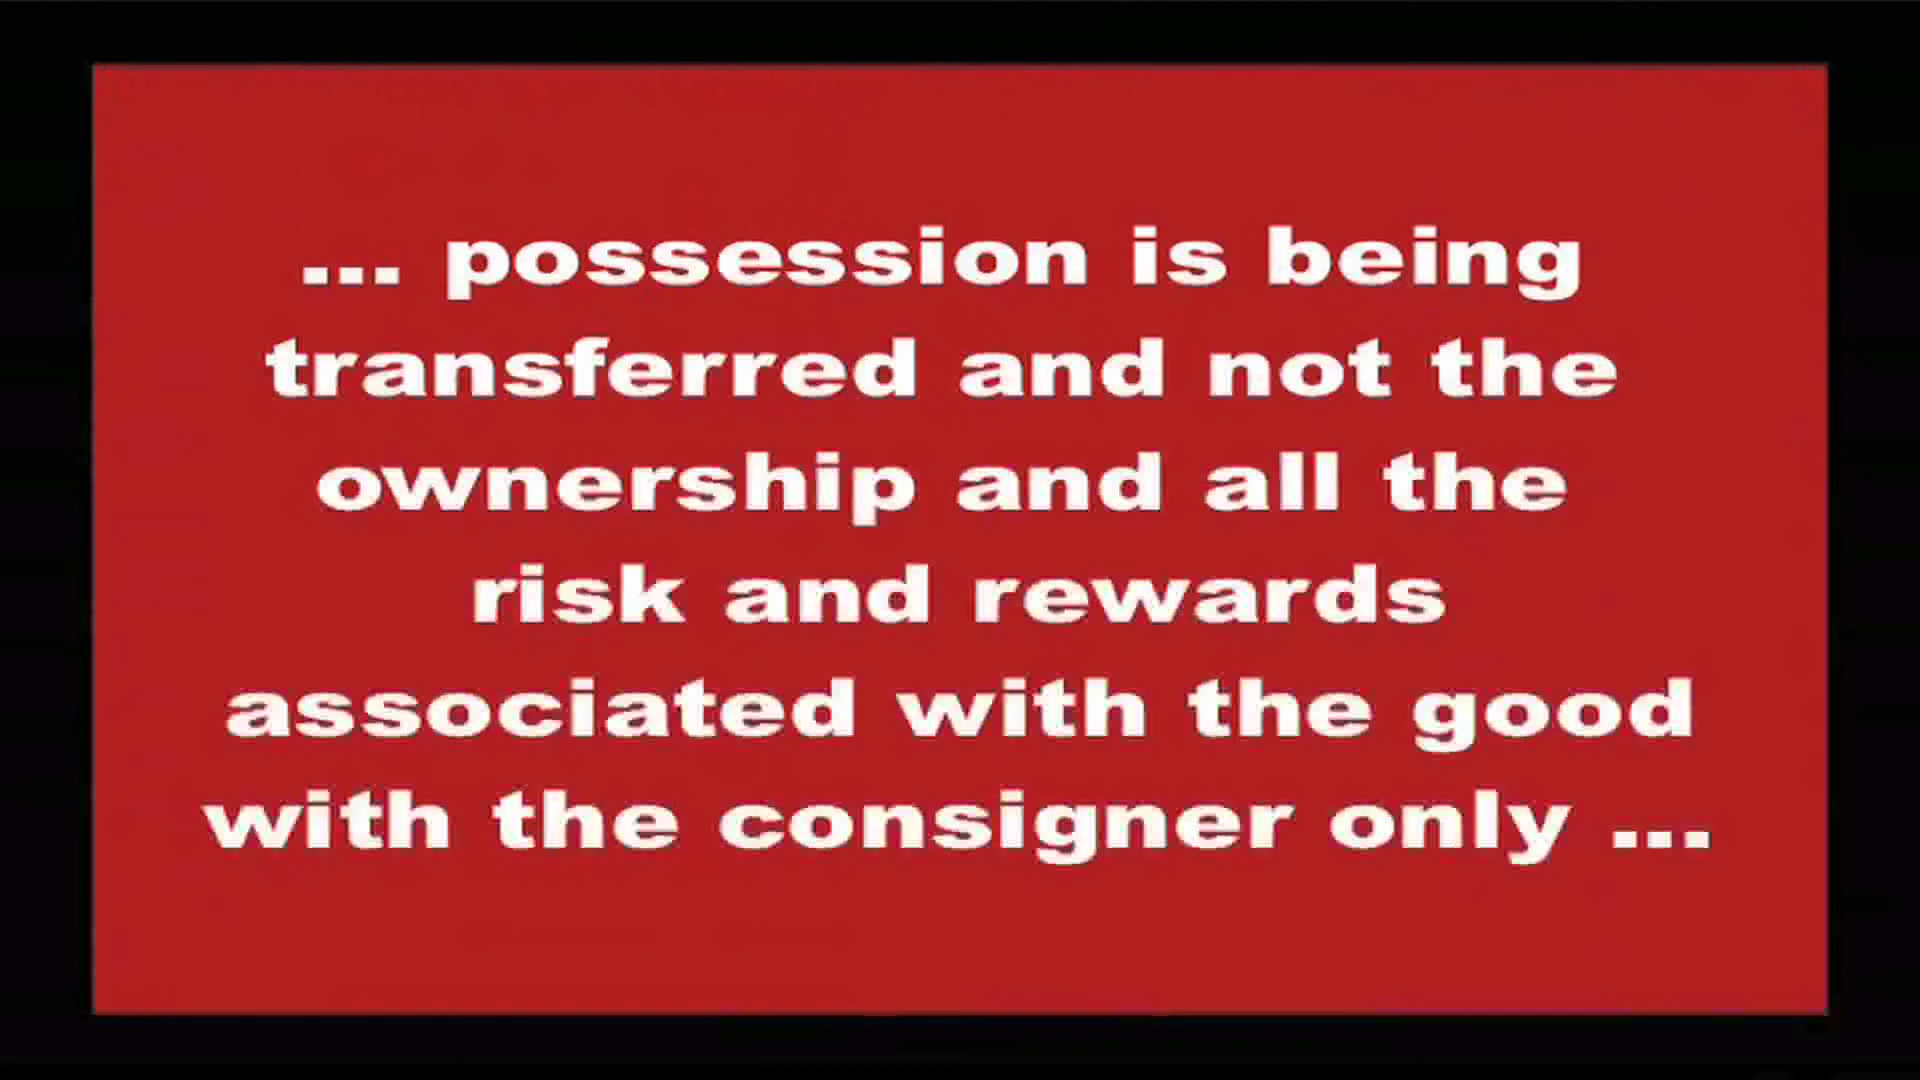 ... possession is being
transferred and not the
ownership and all the
risk and rewards
associated with the good
with the consigner only ...